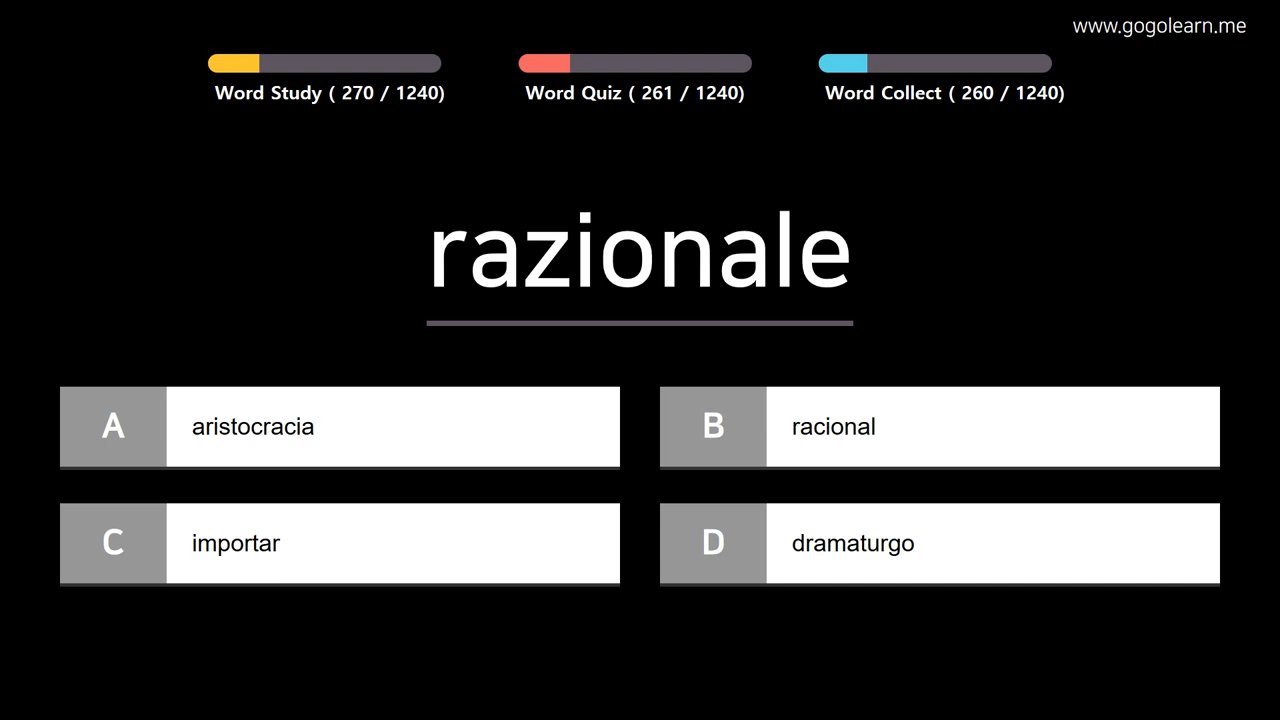 www.gogolearn.me
Word Study ( 270 / 1240)
Word Quiz ( 261 / 1240)
Word Collect ( 260 / 1240)
razionale
A aristocracia
B racional
C importar
D dramaturgo